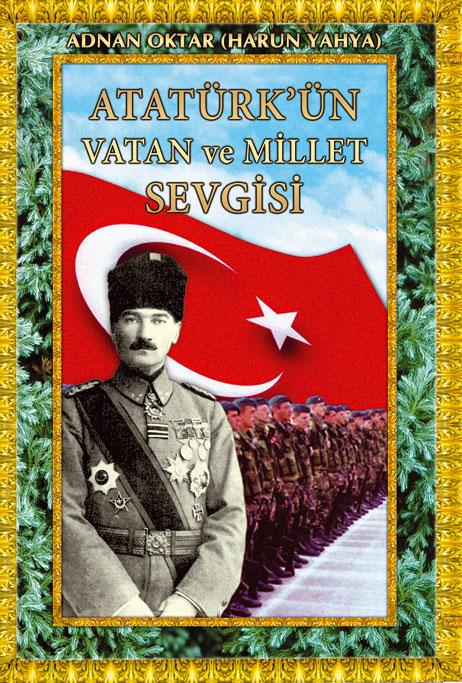 ADNAN OKTAR (HARUN YAHYA)
ATATÜRK'ÜN
VATAN ve MİLLET
SEVGİSİ